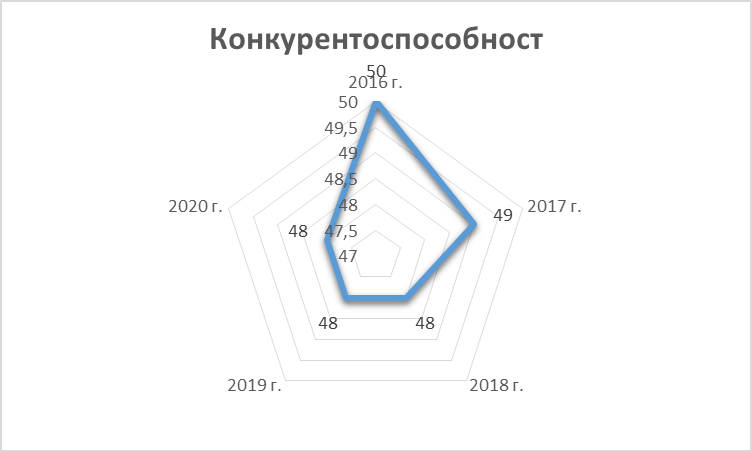 Конкурентоспособност
50
2016 г.
50
49,5
49
48,5
48
47,5
47
2020 г.
2017 г.
49
48
48
48
2019 г.
2018 г.